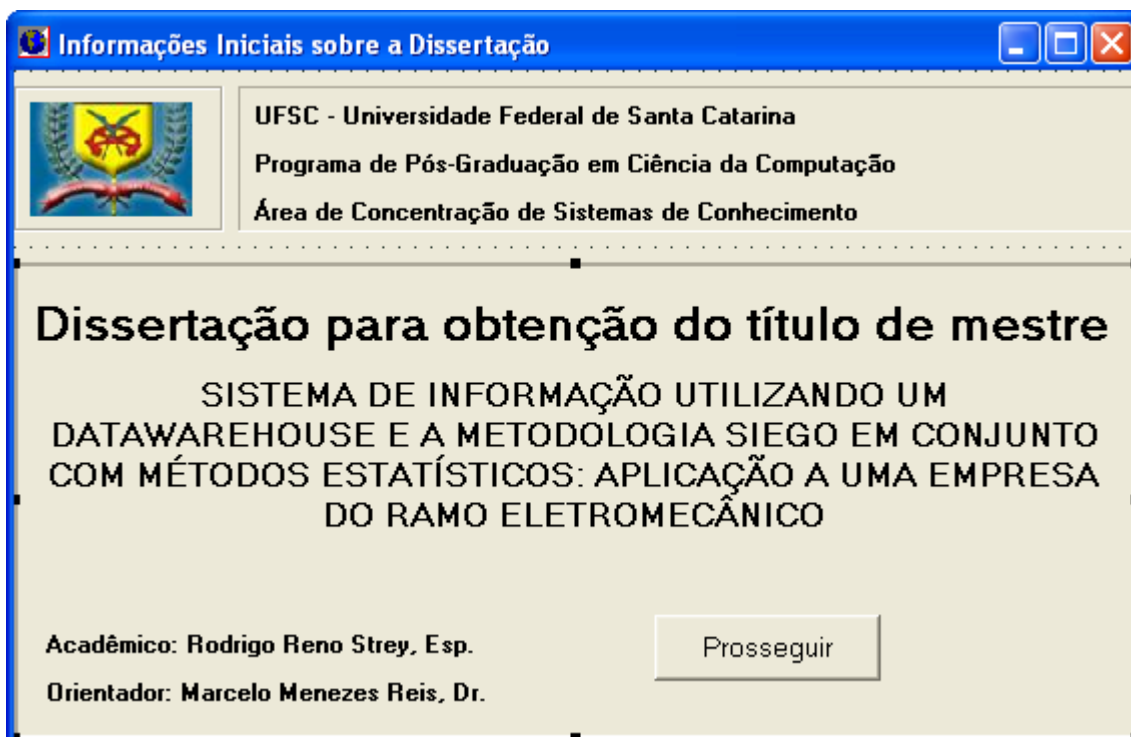 Informações Iniciais sobre a Dissertação
UFSC - Universidade Federal de Santa Catarina
Programa de Pós-Graduação em Ciência da Computação
Área de Concentração de Sistemas de Conhecimento
Dissertação para obtenção do título de mestre
SISTEMA DE INFORMAÇÃO UTILIZANDO UM
DATAWAREHOUSE E A METODOLOGIA SIEGO EM CONJUNTO
COM MÉTODOS ESTATÍSTICOS: APLICAÇÃO A UMA EMPRESA
DO RAMO ELETROMECÂNICO
Acadêmico: Rodrigo Reno Strey, Esp.
Prosseguir
Orientador: Marcelo Menezes Reis, Dr.